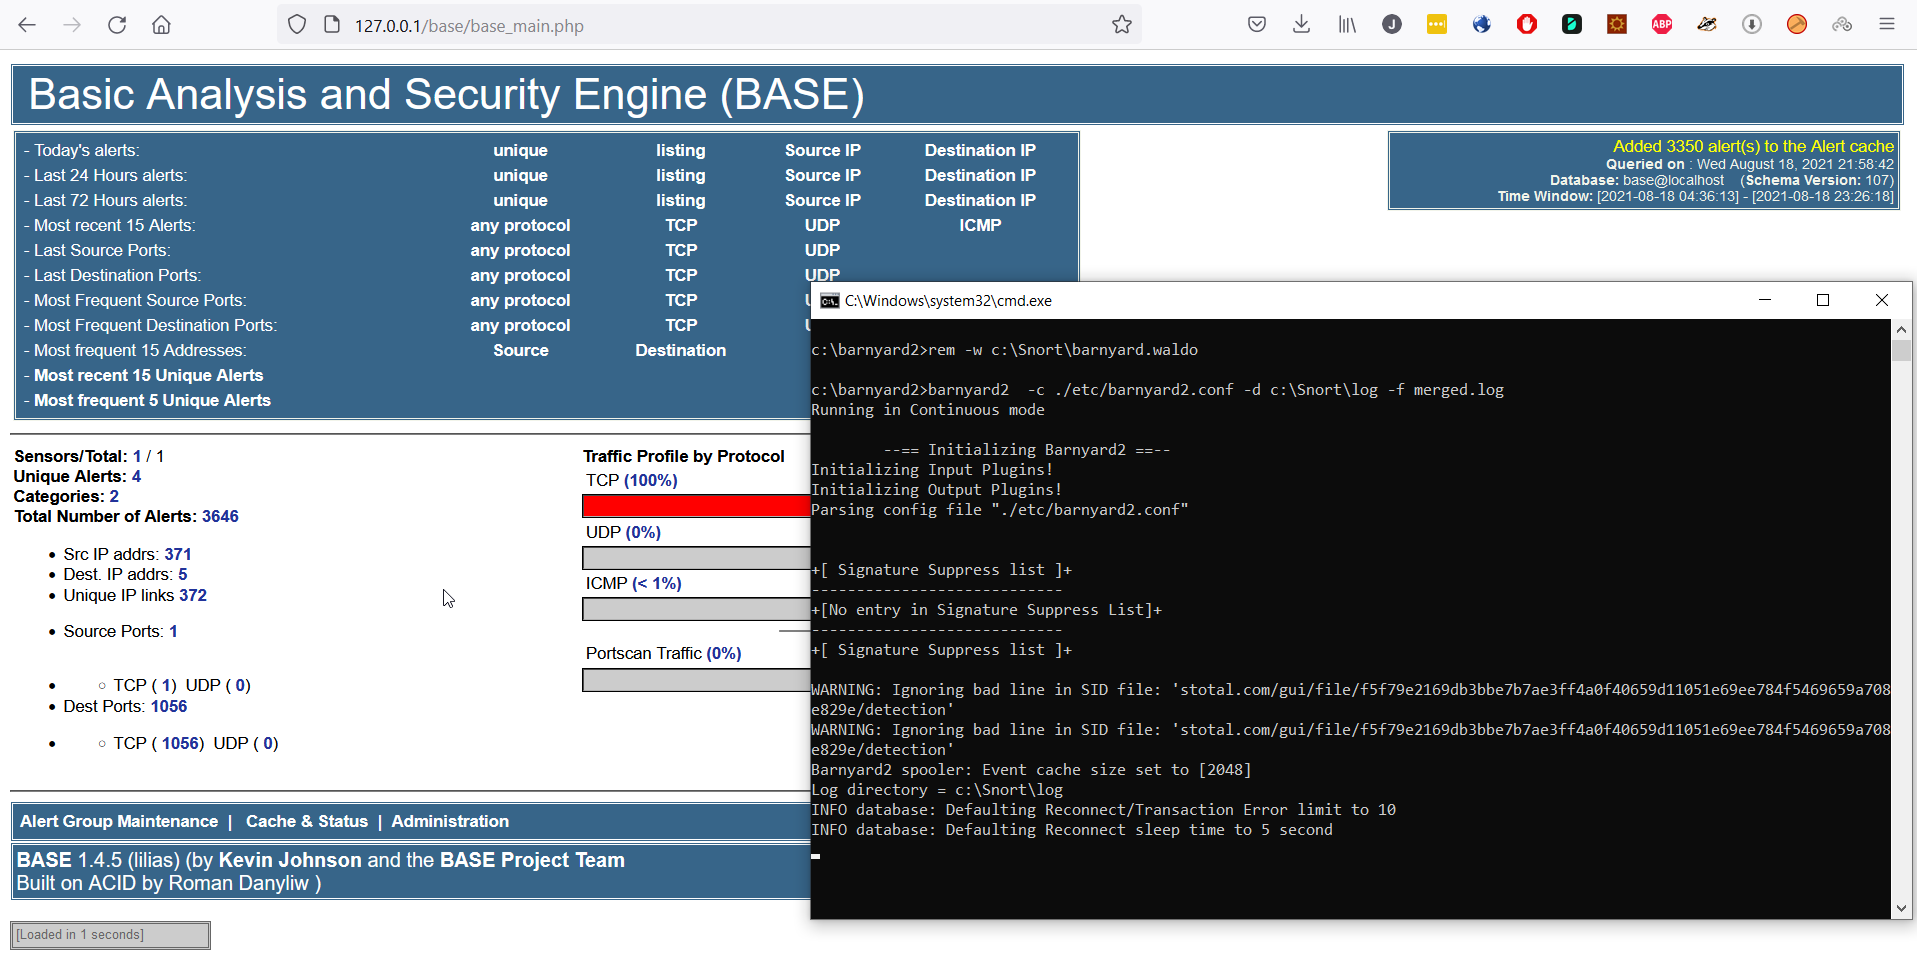 127.0.0.1/base/base_main.php
Basic Analysis and Security Engine (BASE)
- Today's alerts: unique listing Source IP Destination IP
- Last 24 Hours alerts: unique listing Source IP Destination IP
- Last 72 Hours alerts: unique listing Source IP Destination IP
- Most recent 15 Alerts: any protocol TCP UDP ICMP
- Last Source Ports: any protocol TCP UDP
- Last Destination Ports: any protocol TCP UDP
- Most Frequent Source Ports: any protocol TCP
- Most Frequent Destination Ports: any protocol TCP
- Most frequent 15 Addresses: Source Destination
- Most recent 15 Unique Alerts
- Most frequent 5 Unique Alerts
Added 3350 alert(s) to the Alert cache
Queried on : Wed August 18, 2021 21:58:42
Database: base@localhost (Schema Version: 107)
Time Window: [2021-08-18 04:36:13] - [2021-08-18 23:26:18]
Sensors/Total: 1 / 1
Unique Alerts: 4
Categories: 2
Total Number of Alerts: 3646
• Src IP addrs: 371
• Dest. IP addrs: 5
• Unique IP links 372
• Source Ports: 1
• ○ TCP ( 1) UDP ( 0)
• Dest Ports: 1056
• ○ TCP ( 1056) UDP ( 0)
Traffic Profile by Protocol
TCP (100%)
UDP (0%)
ICMP (< 1%)
Portscan Traffic (0%)
Alert Group Maintenance | Cache & Status | Administration
BASE 1.4.5 (lilias) (by Kevin Johnson and the BASE Project Team
Built on ACID by Roman Danyliw )
[Loaded in 1 seconds]
C:\Windows\system32\cmd.exe
c:\barnyard2>rem -w c:\Snort\barnyard.waldo
c:\barnyard2>barnyard2  -c ./etc/barnyard2.conf -d c:\Snort\log -f merged.log
Running in Continuous mode
--== Initializing Barnyard2 ==--
Initializing Input Plugins!
Initializing Output Plugins!
Parsing config file "./etc/barnyard2.conf"
+[ Signature Suppress list ]+
----------------------------
+[No entry in Signature Suppress List]+
----------------------------
+[ Signature Suppress list ]+
WARNING: Ignoring bad line in SID file: 'stotal.com/gui/file/f5f79e2169db3bbe7b7ae3ff4a0f40659d11051e69ee784f5469659a708
e829e/detection'
WARNING: Ignoring bad line in SID file: 'stotal.com/gui/file/f5f79e2169db3bbe7b7ae3ff4a0f40659d11051e69ee784f5469659a708
e829e/detection'
Barnyard2 spooler: Event cache size set to [2048]
Log directory = c:\Snort\log
INFO database: Defaulting Reconnect/Transaction Error limit to 10
INFO database: Defaulting Reconnect sleep time to 5 second